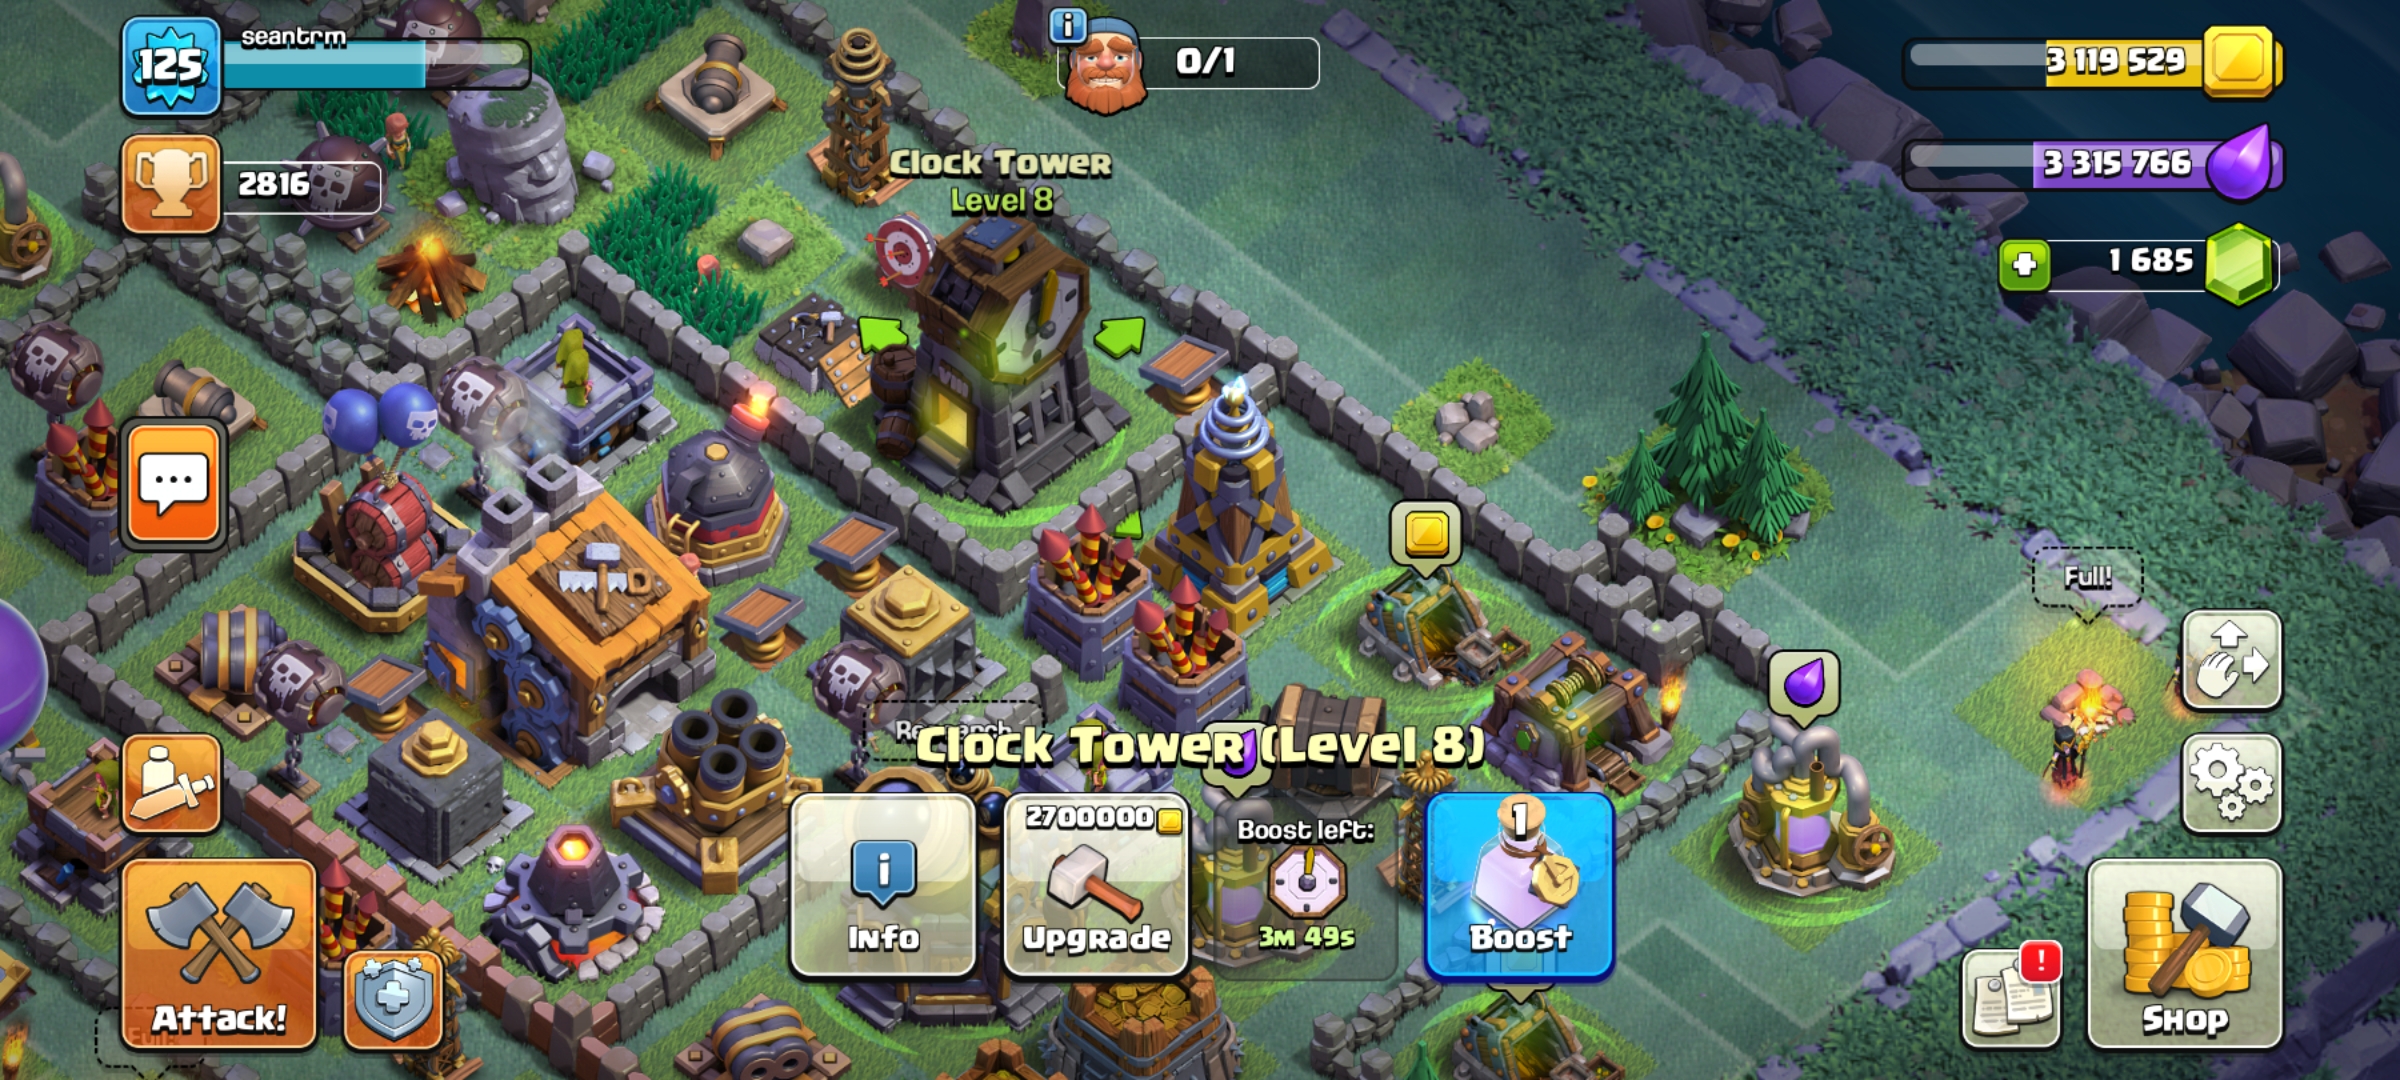 125
seantrm
0/1
3 119 529
2816
3 315 766
1 685
Clock Tower
Level 8
VIII
Full!
Clock Tower (Level 8)
Info
2700000
Upgrade
Boost left:
3m 49s
1
Boost
Attack!
!
Shop